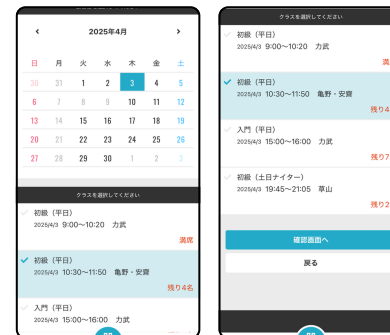 ‹ 2025年4月 ›
日 月 火 水 木 金 土
30 31 1 2 3 4 5
6 7 8 9 10 11 12
13 14 15 16 17 18 19
20 21 22 23 24 25 26
27 28 29 30 1 2 3
クラスを選択してください
初級（平日）
2025/4/3 9:00〜10:20 力武
満席
初級（平日）
2025/4/3 10:30〜11:50 亀野・安齋
残り4名
入門（平日）
2025/4/3 15:00〜16:00 力武
クラスを選択してください
初級（平日）
2025/4/3 9:00〜10:20 力武
満
初級（平日）
2025/4/3 10:30〜11:50 亀野・安齋
残り4
入門（平日）
2025/4/3 15:00〜16:00 力武
残り7
初級（土日ナイター）
2025/4/3 19:45〜21:05 草山
残り2
確認画面へ
戻る